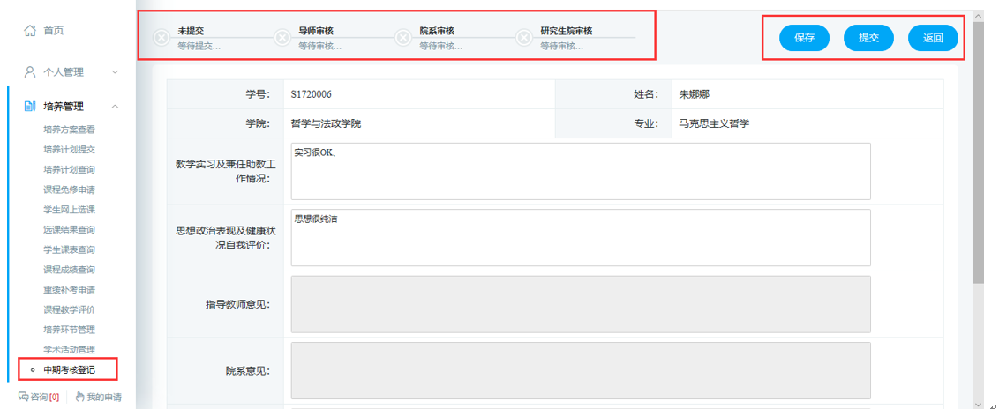 首页
个人管理
培养管理
培养方案查看
培养计划提交
培养计划查询
课程免修申请
学生网上选课
选课结果查询
学生课表查询
课程成绩查询
重缓补考申请
课程教学评价
培养环节管理
学术活动管理
中期考核登记
咨询[0] 我的申请
未提交 导师审核 院系审核 研究生院审核
等待提交... 等待审核... 等待审核... 等待审核...
保存 提交 返回
学号： S1720006 姓名： 朱娜娜
学院： 哲学与法政学院 专业： 马克思主义哲学
教学实习及兼任助教工
作情况：
实习很OK。
思想政治表现及健康状
况自我评价：
思想很纯洁
指导教师意见：
院系意见：